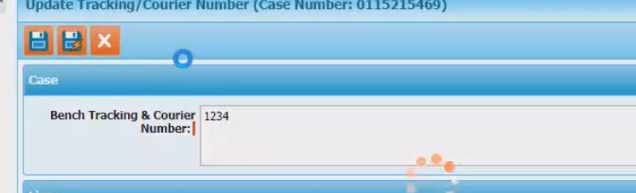 Update Tracking/Courier Number (Case Number: 0115215469)
Case
Bench Tracking & Courier Number:
1234